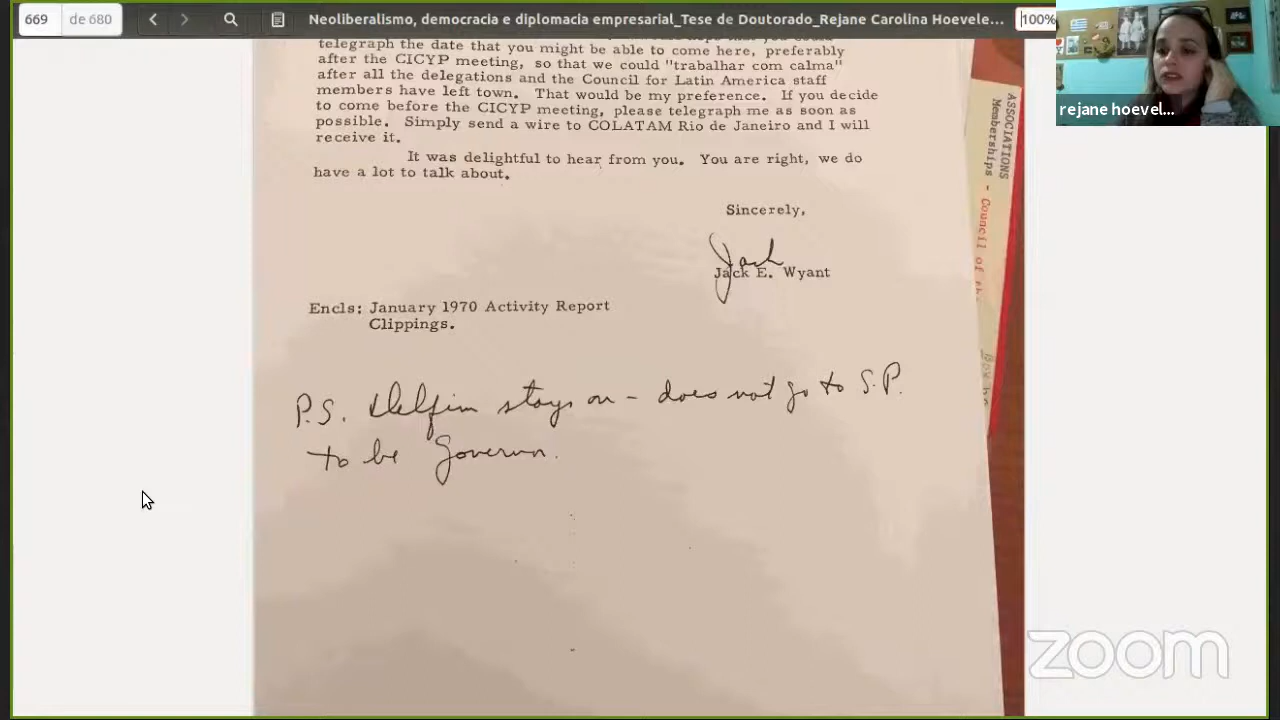 669 de 680
Neoliberalismo, democracia e diplomacia empresarial_Tese de Doutorado_Rejane Carolina Hoevele...
100%
rejane hoevel...
telegraph the date that you might be able to come here, preferably
after the CICYP meeting, so that we could "trabalhar com calma"
after all the delegations and the Council for Latin America staff
members have left town. That would be my preference. If you decide
to come before the CICYP meeting, please telegraph me as soon as
possible. Simply send a wire to COLATAM Rio de Janeiro and I will
receive it.
It was delightful to hear from you. You are right, we do
have a lot to talk about.
Sincerely,
Jack
Jack E. Wyant
Encls: January 1970 Activity Report
Clippings.
P.S. Delfim stays on - does not go to S.P.
to be Governor.
ASSOCIATIONS
Memberships - Council of the
zoom